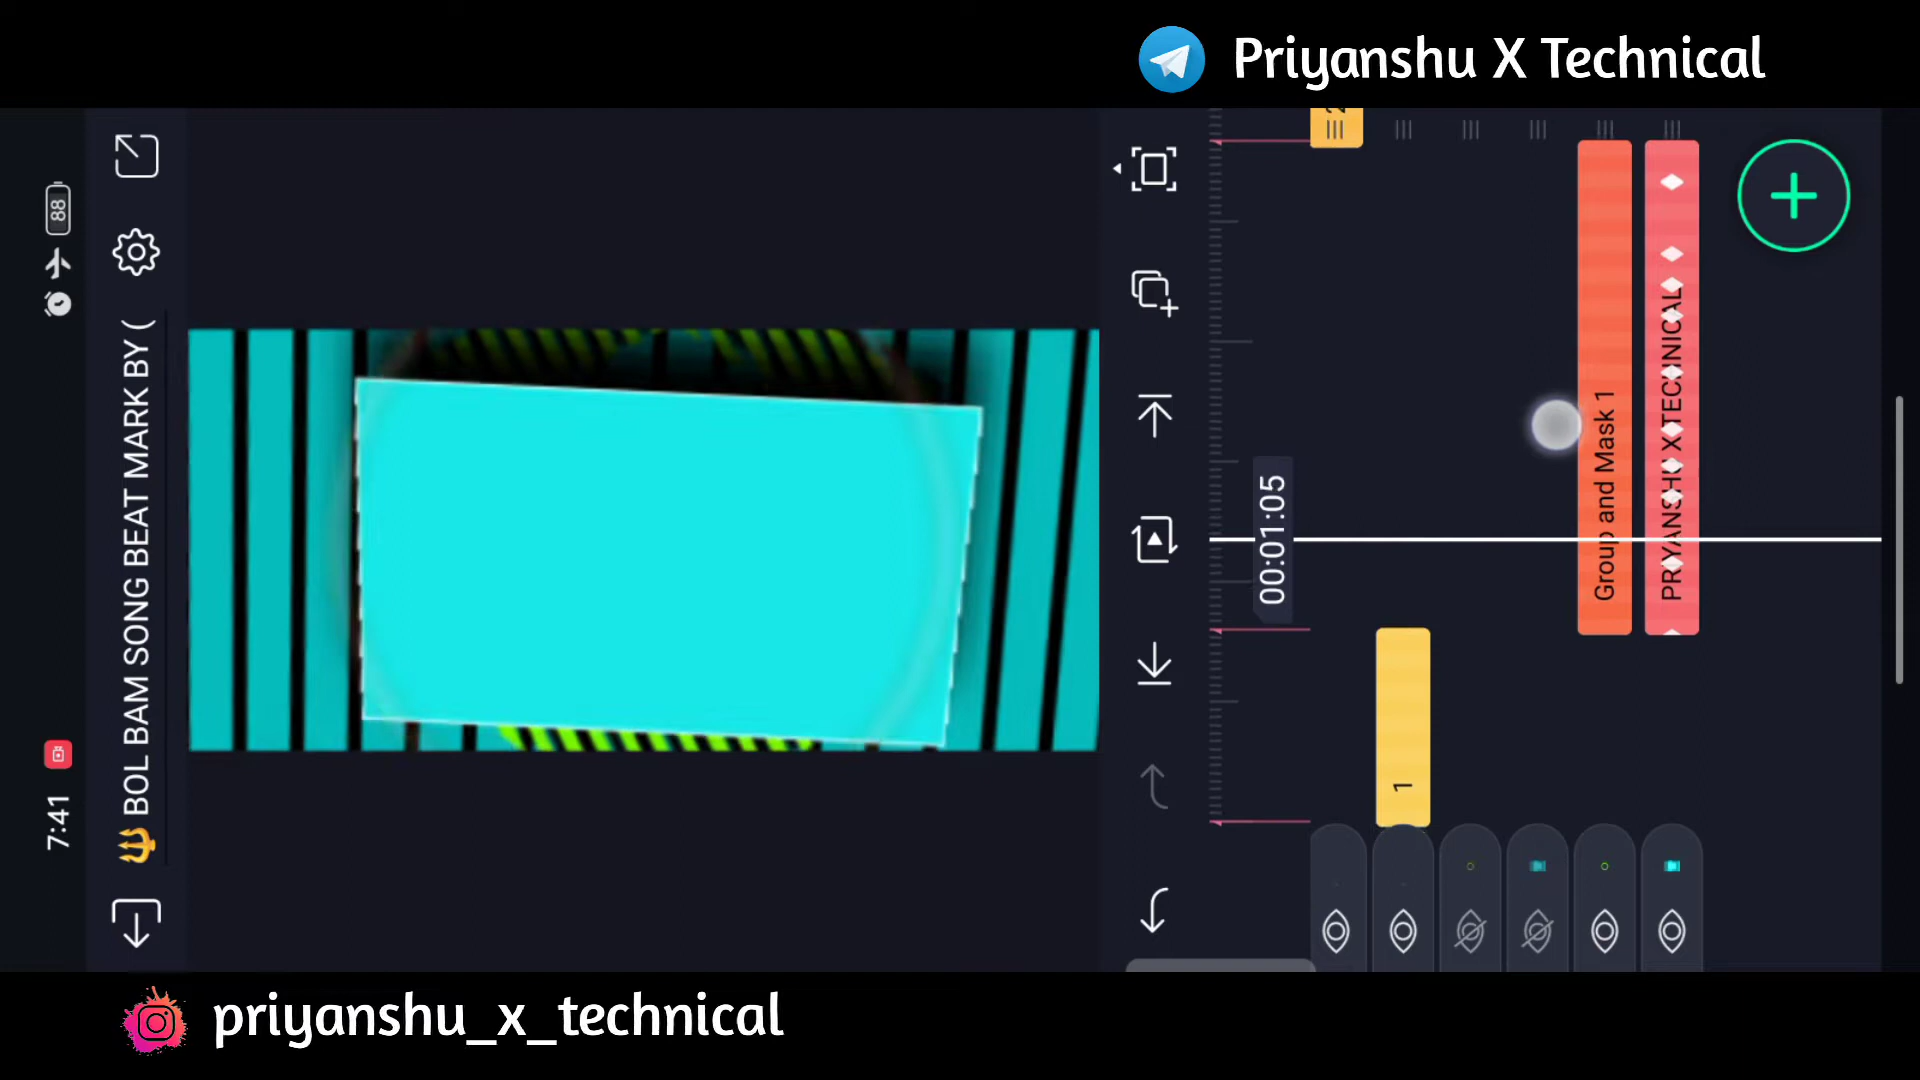 Priyanshu X Technical
88
7:41
🔱 BOL BAM SONG BEAT MARK BY (
00:01:05
1
Group and Mask 1
PRIYANSHU X TECHNICAL
priyanshu_x_technical